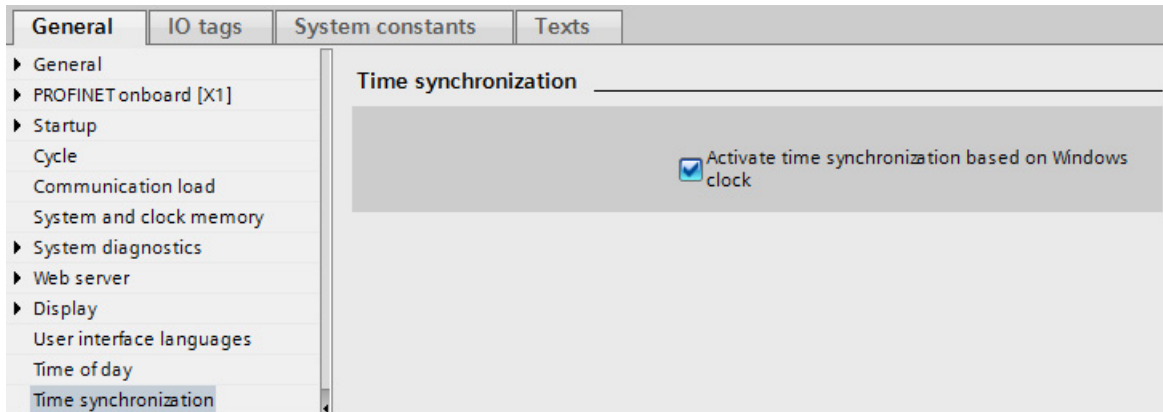 General IO tags System constants Texts
General
PROFINET onboard [X1]
Startup
Cycle
Communication load
System and clock memory
System diagnostics
Web server
Display
User interface languages
Time of day
Time synchronization
Time synchronization
Activate time synchronization based on Windows
clock